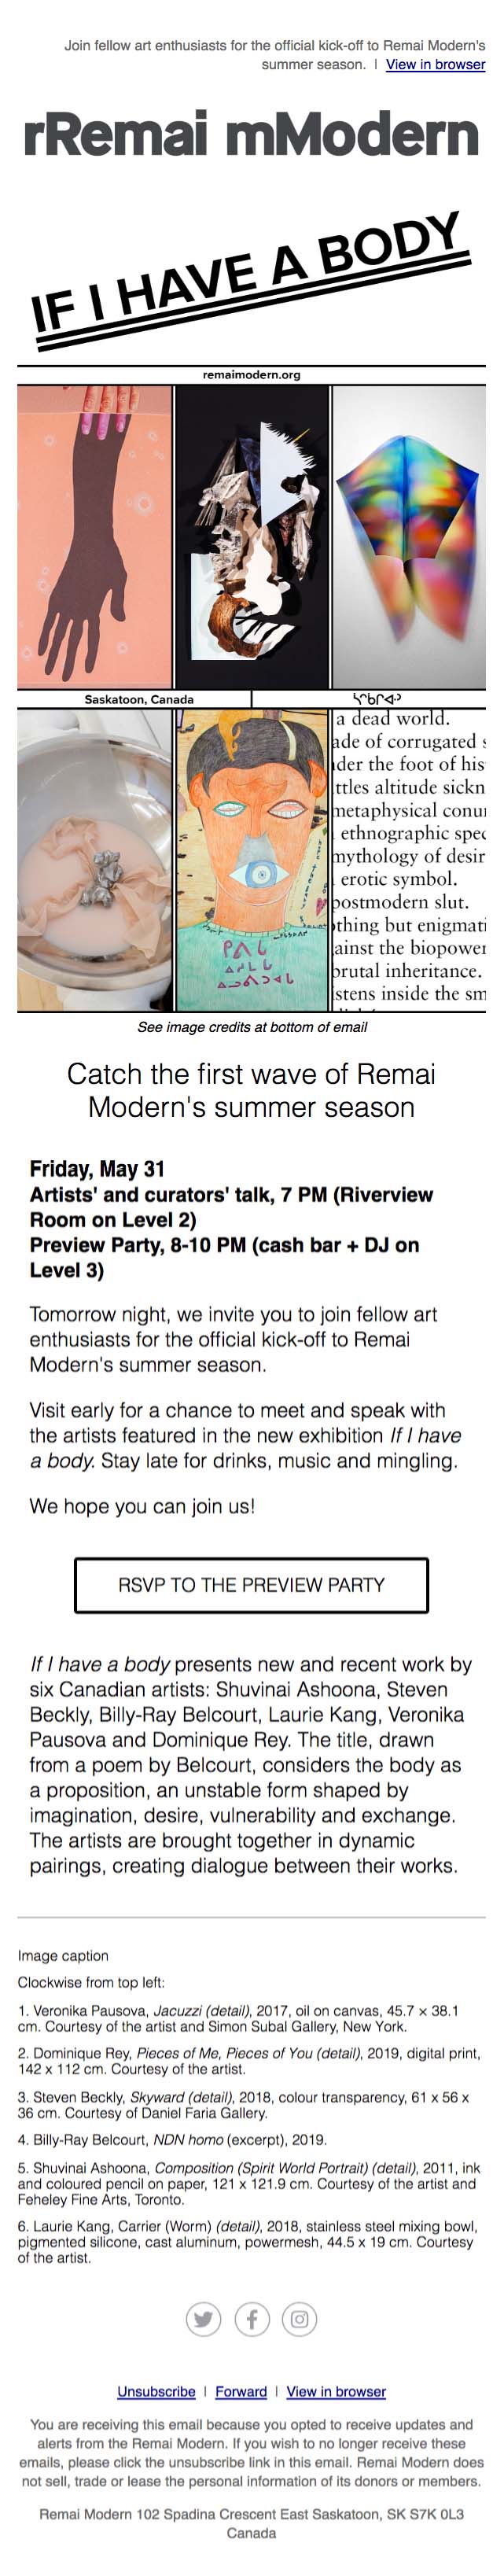 Join fellow art enthusiasts for the official kick-off to Remai Modern's
summer season. | View in browser
rRemai mModern
IF I HAVE A BODY
remaimodern.org
Saskatoon, Canada
a dead world.
ade of corrugated s
der the foot of his
ttles altitude sickn
metaphysical conu
ethnographic spec
mythology of desir
erotic symbol.
postmodern slut.
thing but enigmati
ainst the biopower
brutal inheritance.
stens inside the sm
See image credits at bottom of email
Catch the first wave of Remai
Modern's summer season
Friday, May 31
Artists' and curators' talk, 7 PM (Riverview
Room on Level 2)
Preview Party, 8-10 PM (cash bar + DJ on
Level 3)
Tomorrow night, we invite you to join fellow art
enthusiasts for the official kick-off to Remai
Modern's summer season.
Visit early for a chance to meet and speak with
the artists featured in the new exhibition If I have
a body. Stay late for drinks, music and mingling.
We hope you can join us!
RSVP TO THE PREVIEW PARTY
If I have a body presents new and recent work by
six Canadian artists: Shuvinai Ashoona, Steven
Beckly, Billy-Ray Belcourt, Laurie Kang, Veronika
Pausova and Dominique Rey. The title, drawn
from a poem by Belcourt, considers the body as
a proposition, an unstable form shaped by
imagination, desire, vulnerability and exchange.
The artists are brought together in dynamic
pairings, creating dialogue between their works.
Image caption
Clockwise from top left:
1. Veronika Pausova, Jacuzzi (detail), 2017, oil on canvas, 45.7 × 38.1
cm. Courtesy of the artist and Simon Subal Gallery, New York.
2. Dominique Rey, Pieces of Me, Pieces of You (detail), 2019, digital print,
142 x 112 cm. Courtesy of the artist.
3. Steven Beckly, Skyward (detail), 2018, colour transparency, 61 x 56 x
36 cm. Courtesy of Daniel Faria Gallery.
4. Billy-Ray Belcourt, NDN homo (excerpt), 2019.
5. Shuvinai Ashoona, Composition (Spirit World Portrait) (detail), 2011, ink
and coloured pencil on paper, 121 x 121.9 cm. Courtesy of the artist and
Feheley Fine Arts, Toronto.
6. Laurie Kang, Carrier (Worm) (detail), 2018, stainless steel mixing bowl,
pigmented silicone, cast aluminum, powermesh, 44.5 x 19 cm. Courtesy
of the artist.
Unsubscribe | Forward | View in browser
You are receiving this email because you opted to receive updates and
alerts from the Remai Modern. If you wish to no longer receive these
emails, please click the unsubscribe link in this email. Remai Modern does
not sell, trade or lease the personal information of its donors or members.
Remai Modern 102 Spadina Crescent East Saskatoon, SK S7K 0L3
Canada